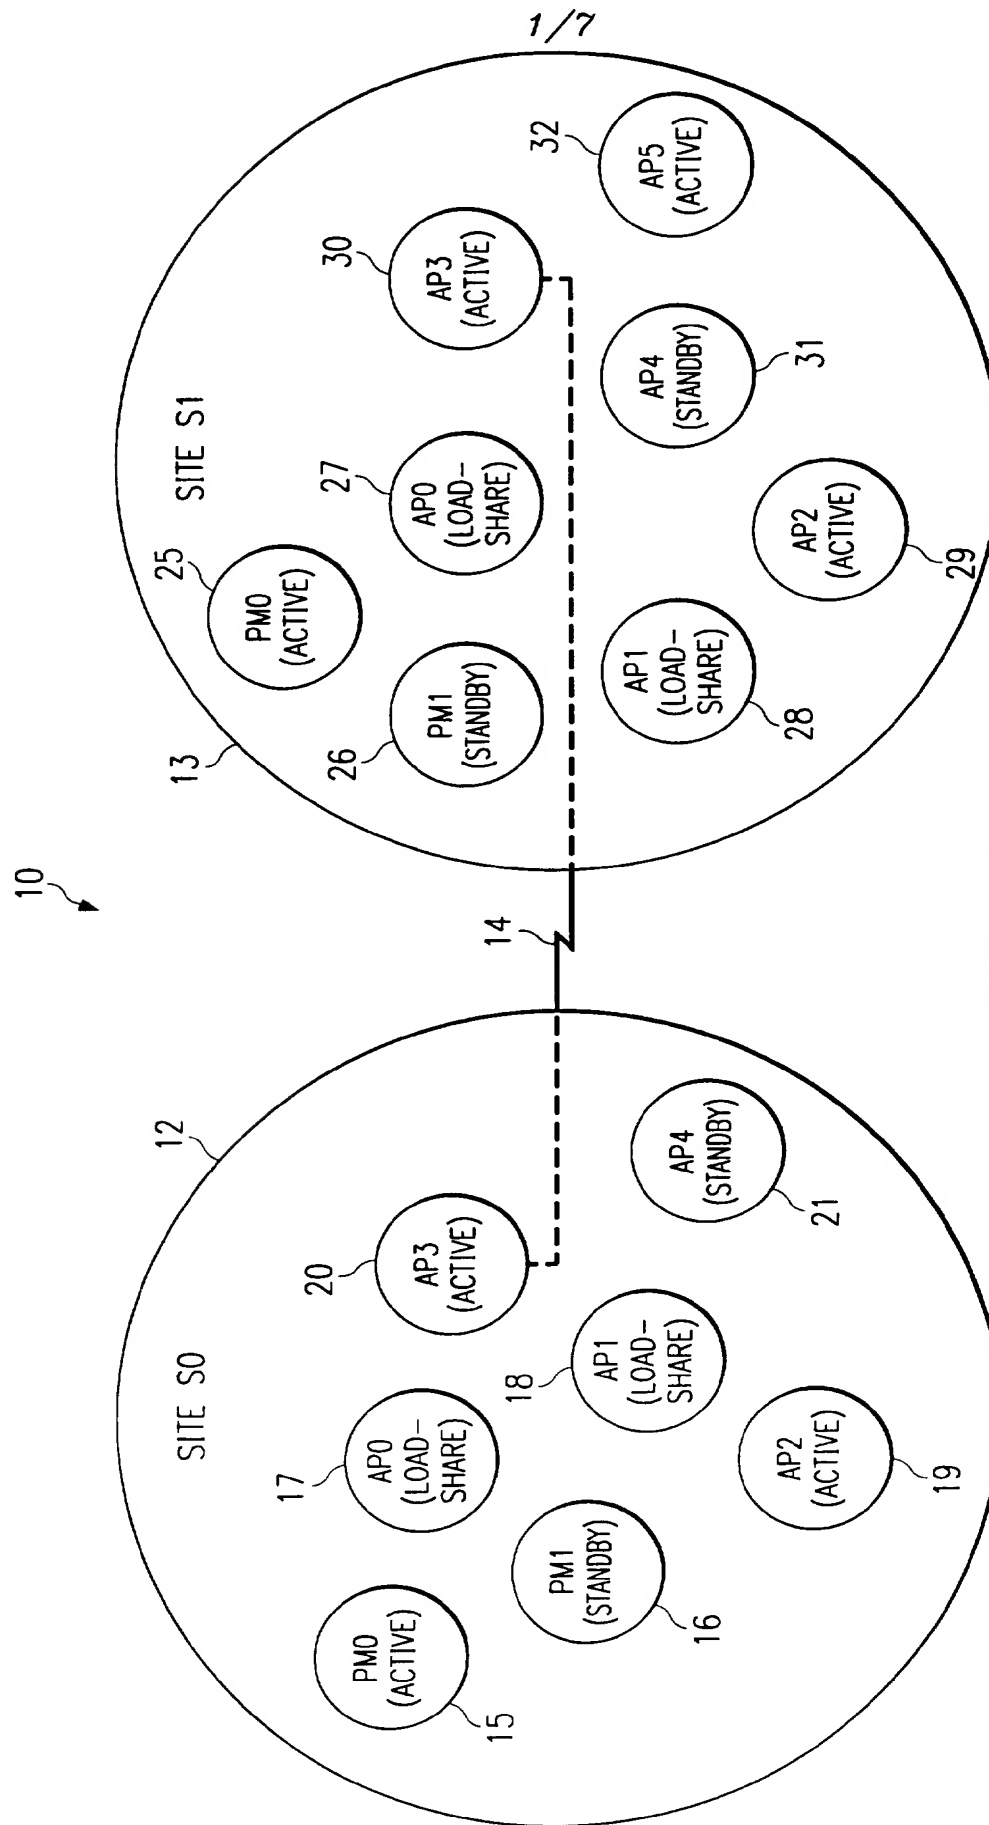 1/7
10
SITE S0
12
PM0
(ACTIVE)
15
PM1
(STANDBY)
16
AP0
(LOAD-
SHARE)
17
AP1
(LOAD-
SHARE)
18
AP2
(ACTIVE)
19
AP3
(ACTIVE)
20
AP4
(STANDBY)
21
14
SITE S1
13
PM0
(ACTIVE)
25
PM1
(STANDBY)
26
AP0
(LOAD-
SHARE)
27
AP1
(LOAD-
SHARE)
28
AP2
(ACTIVE)
29
AP3
(ACTIVE)
30
AP4
(STANDBY)
31
AP5
(ACTIVE)
32